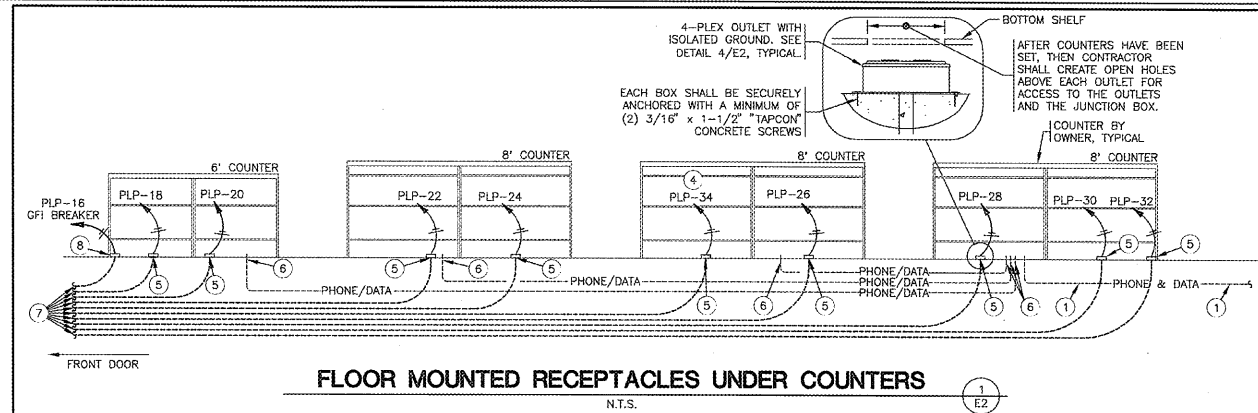 4-PLEX OUTLET WITH
ISOLATED GROUND. SEE
DETAIL 4/E2, TYPICAL.
BOTTOM SHELF
AFTER COUNTERS HAVE BEEN
SET, THEN CONTRACTOR
SHALL CREATE OPEN HOLES
ABOVE EACH OUTLET FOR
ACCESS TO THE OUTLETS
AND THE JUNCTION BOX.
EACH BOX SHALL BE SECURELY
ANCHORED WITH A MINIMUM OF
(2) 3/16" x 1-1/2" "TAPCON"
CONCRETE SCREWS
COUNTER BY
OWNER, TYPICAL
6' COUNTER
8' COUNTER
8' COUNTER
8' COUNTER
PLP-16
GFI BREAKER
PLP-18
PLP-20
PLP-22
PLP-24
4
PLP-34
PLP-26
PLP-28
PLP-30
PLP-32
8
5
5
6
5
6
5
5
6
5
5
6
5
5
PHONE/DATA
PHONE/DATA
PHONE/DATA
PHONE/DATA
PHONE/DATA
PHONE & DATA
1
1
7
FRONT DOOR
FLOOR MOUNTED RECEPTACLES UNDER COUNTERS
N.T.S.
1
E2